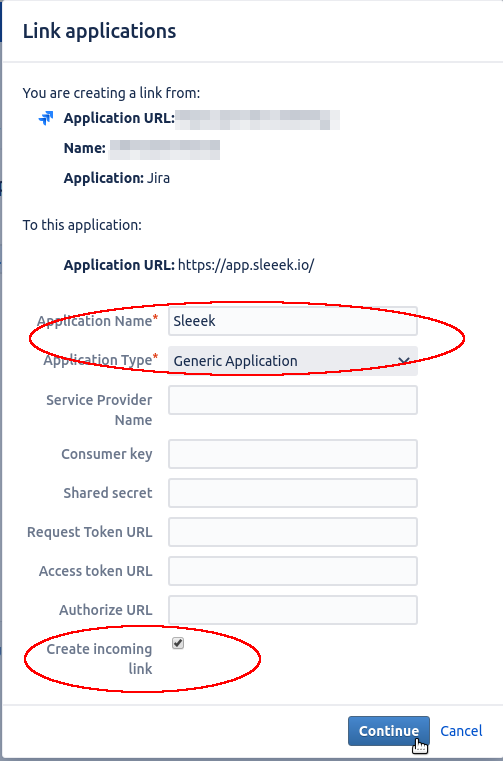 Link applications
You are creating a link from:
Application URL:
Name:
Application: Jira
To this application:
Application URL: https://app.sleeek.io/
Application Name* Sleeek
Application Type* Generic Application
Service Provider
Name
Consumer key
Shared secret
Request Token URL
Access token URL
Authorize URL
Create incoming
link
Continue Cancel